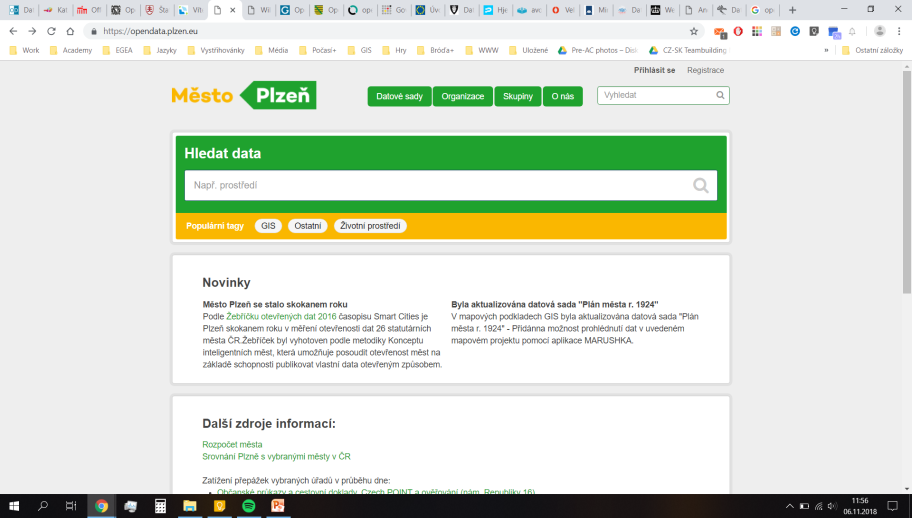 Da
Kat
Offi
Op
Šta
Vít
Wi
Op
Op
ope
Go
Úv
Da
Hje
avc
Vel
Mi
Da
We
An
Da
op
https://opendata.plzen.eu
Work Academy EGEA Jazyky Vystřihovánky Média Počasí+ GIS Hry Bróďa+ WWW Uložené Pre-AC photos – Disk CZ-SK Teambuilding » Ostatní záložky
Přihlásit se Registrace
Město Plzeň
Datové sady Organizace Skupiny O nás Vyhledat
Hledat data
Např. prostředí
Populární tagy GIS Ostatní Životní prostředí
Novinky
Město Plzeň se stalo skokanem roku
Podle Žebříčku otevřených dat 2016 časopisu Smart Cities je
Plzeň skokanem roku v měření otevřenosti dat 26 statutárních
města ČR.Žebříček byl vyhotoven podle metodiky Konceptu
inteligentních měst, která umožňuje posoudit otevřenost měst na
základě schopnosti publikovat vlastní data otevřeným způsobem.
Byla aktualizována datová sada "Plán města r. 1924"
V mapových podkladech GIS byla aktualizována datová sada "Plán
města r. 1924" - Přidánna možnost prohlédnutí dat v uvedeném
mapovém projektu pomocí aplikace MARUSHKA.
Další zdroje informací:
Rozpočet města
Srovnání Plzně s vybranými městy v ČR
Zatížení přepážek vybraných úřadů v průběhu dne:
Občanské průkazy a cestovní doklady, Czech POINT a ověřování (nám. Republiky 16)
11:56
06.11.2018